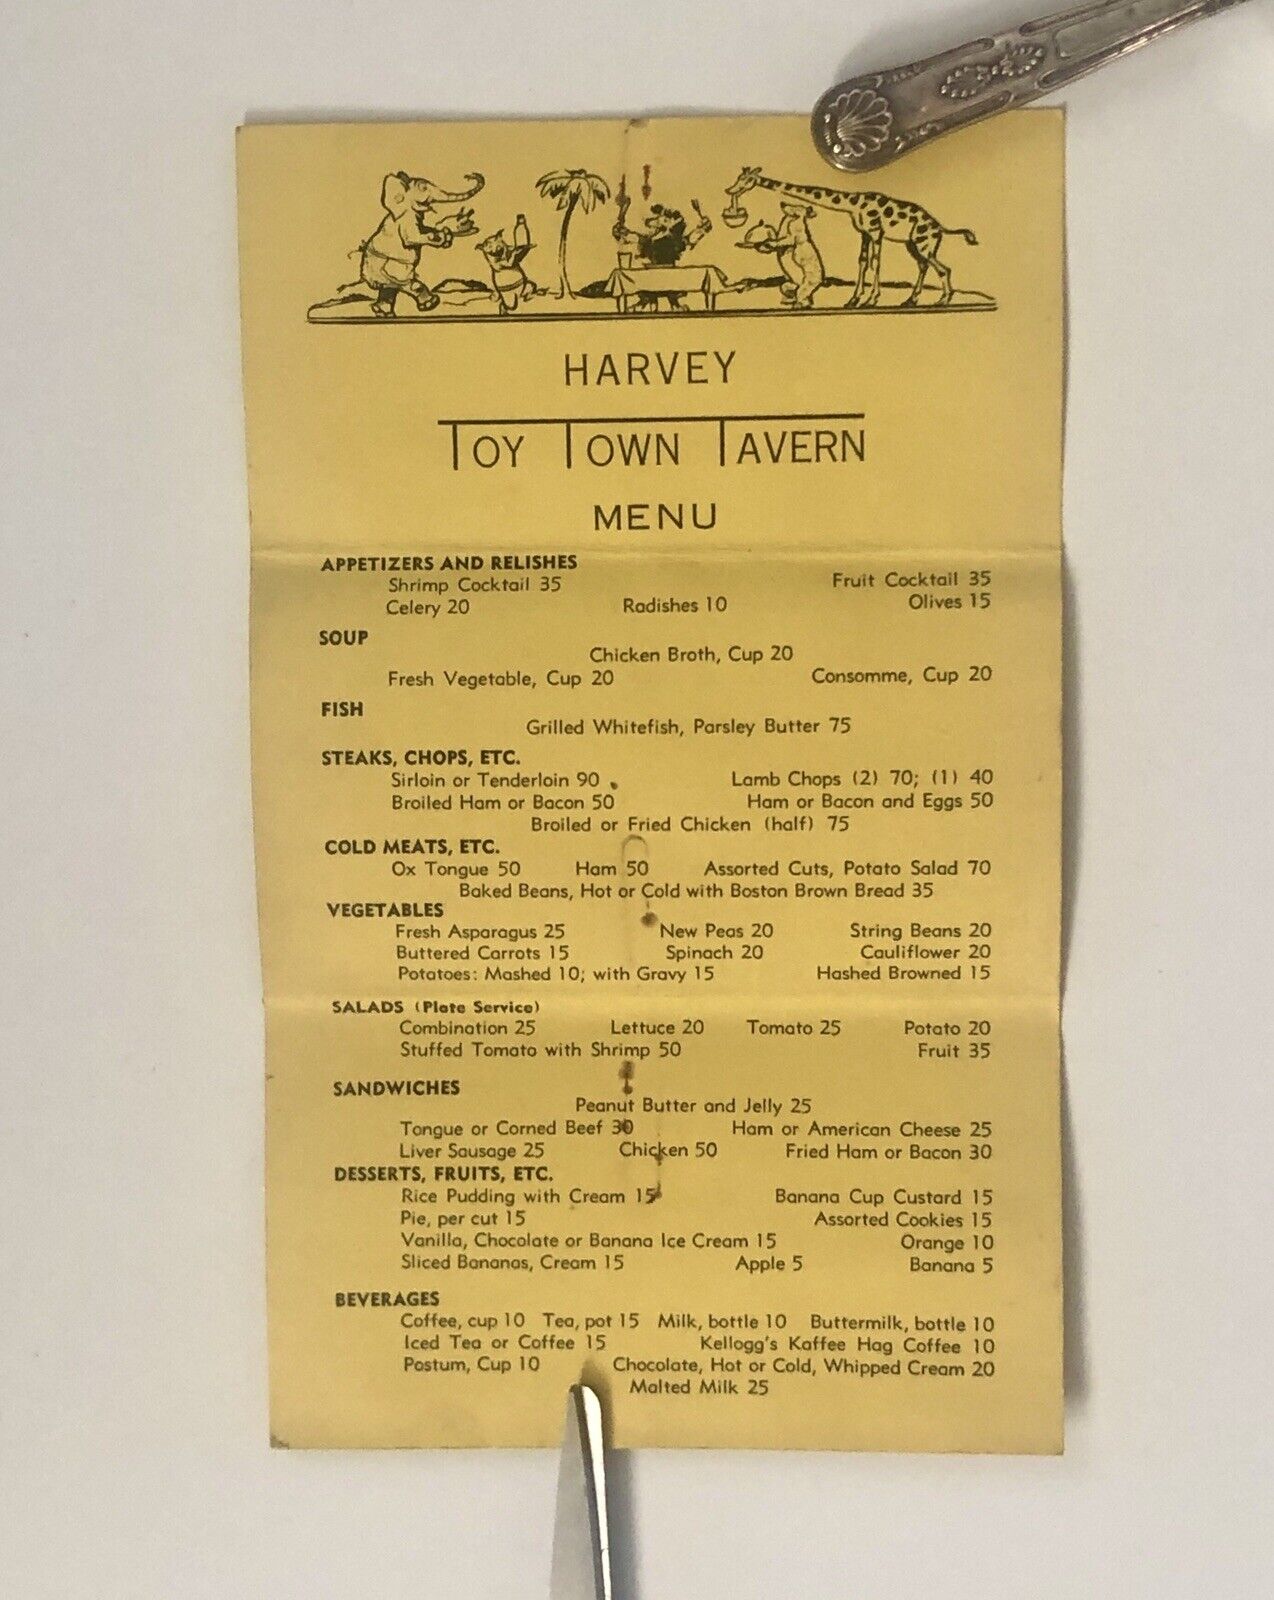 HARVEY
TOY TOWN TAVERN
MENU
APPETIZERS AND RELISHES
Shrimp Cocktail 35 Fruit Cocktail 35
Celery 20 Radishes 10 Olives 15
SOUP
Chicken Broth, Cup 20
Fresh Vegetable, Cup 20 Consomme, Cup 20
FISH
Grilled Whitefish, Parsley Butter 75
STEAKS, CHOPS, ETC.
Sirloin or Tenderloin 90 Lamb Chops (2) 70; (1) 40
Broiled Ham or Bacon 50 Ham or Bacon and Eggs 50
Broiled or Fried Chicken (half) 75
COLD MEATS, ETC.
Ox Tongue 50 Ham 50 Assorted Cuts, Potato Salad 70
Baked Beans, Hot or Cold with Boston Brown Bread 35
VEGETABLES
Fresh Asparagus 25 New Peas 20 String Beans 20
Buttered Carrots 15 Spinach 20 Cauliflower 20
Potatoes: Mashed 10; with Gravy 15 Hashed Browned 15
SALADS (Plate Service)
Combination 25 Lettuce 20 Tomato 25 Potato 20
Stuffed Tomato with Shrimp 50 Fruit 35
SANDWICHES
Peanut Butter and Jelly 25
Tongue or Corned Beef 30 Ham or American Cheese 25
Liver Sausage 25 Chicken 50 Fried Ham or Bacon 30
DESSERTS, FRUITS, ETC.
Rice Pudding with Cream 15 Banana Cup Custard 15
Pie, per cut 15 Assorted Cookies 15
Vanilla, Chocolate or Banana Ice Cream 15 Orange 10
Sliced Bananas, Cream 15 Apple 5 Banana 5
BEVERAGES
Coffee, cup 10 Tea, pot 15 Milk, bottle 10 Buttermilk, bottle 10
Iced Tea or Coffee 15 Kellogg's Kaffee Hag Coffee 10
Postum, Cup 10 Chocolate, Hot or Cold, Whipped Cream 20
Malted Milk 25